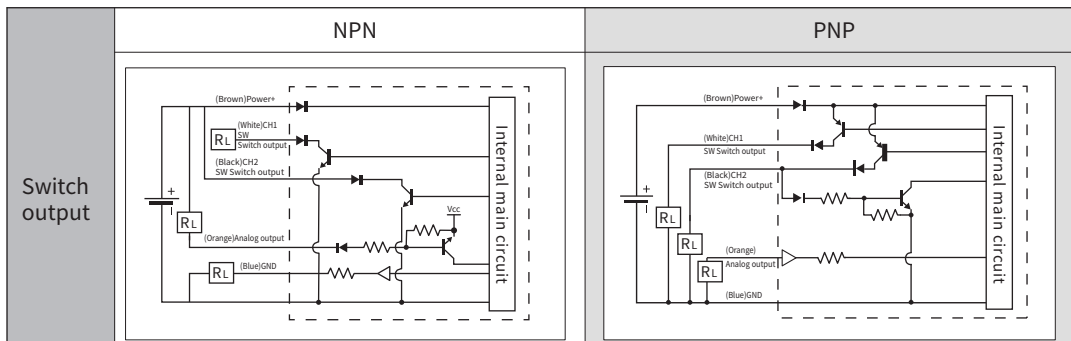 NPN
PNP
Switch
output
(Brown)Power+
(White)CH1
SW
Switch output
RL
(Black)CH2
SW Switch output
+
−
RL
Vcc
(Orange)Analog output
RL
(Blue)GND
Internal main circuit
(Brown)Power+
(White)CH1
SW Switch output
(Black)CH2
SW Switch output
+
−
RL
RL
(Orange)
Analog output
RL
(Blue)GND
Internal main circuit